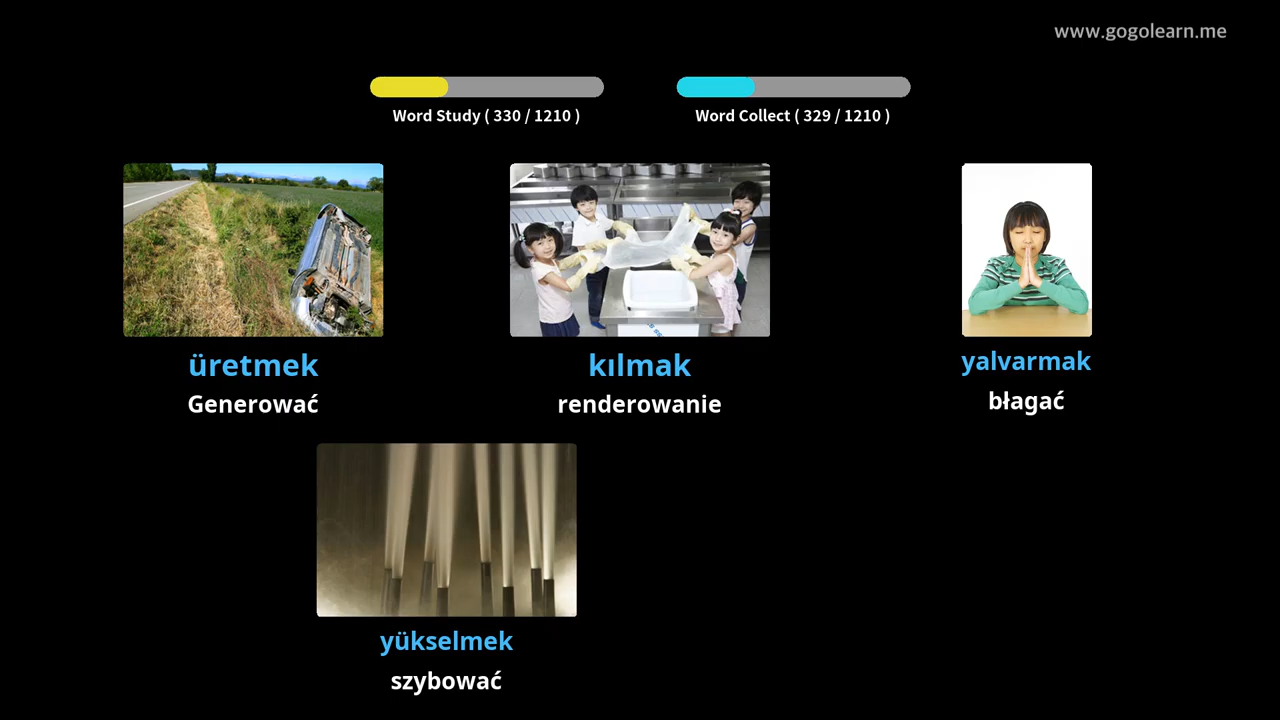 www.gogolearn.me
Word Study ( 330 / 1210 )
Word Collect ( 329 / 1210 )
üretmek
Generować
kılmak
renderowanie
yalvarmak
błagać
yükselmek
szybować